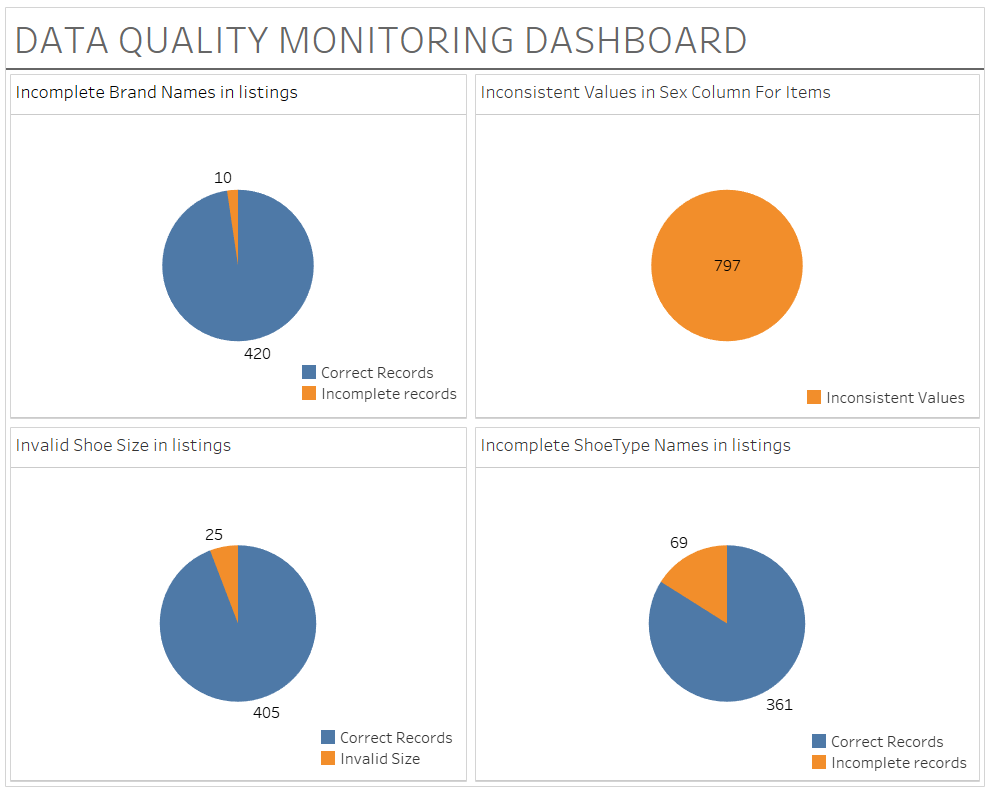 DATA QUALITY MONITORING DASHBOARD
Incomplete Brand Names in listings
10
420
Correct Records
Incomplete records
Inconsistent Values in Sex Column For Items
797
Inconsistent Values
Invalid Shoe Size in listings
25
405
Correct Records
Invalid Size
Incomplete ShoeType Names in listings
69
361
Correct Records
Incomplete records